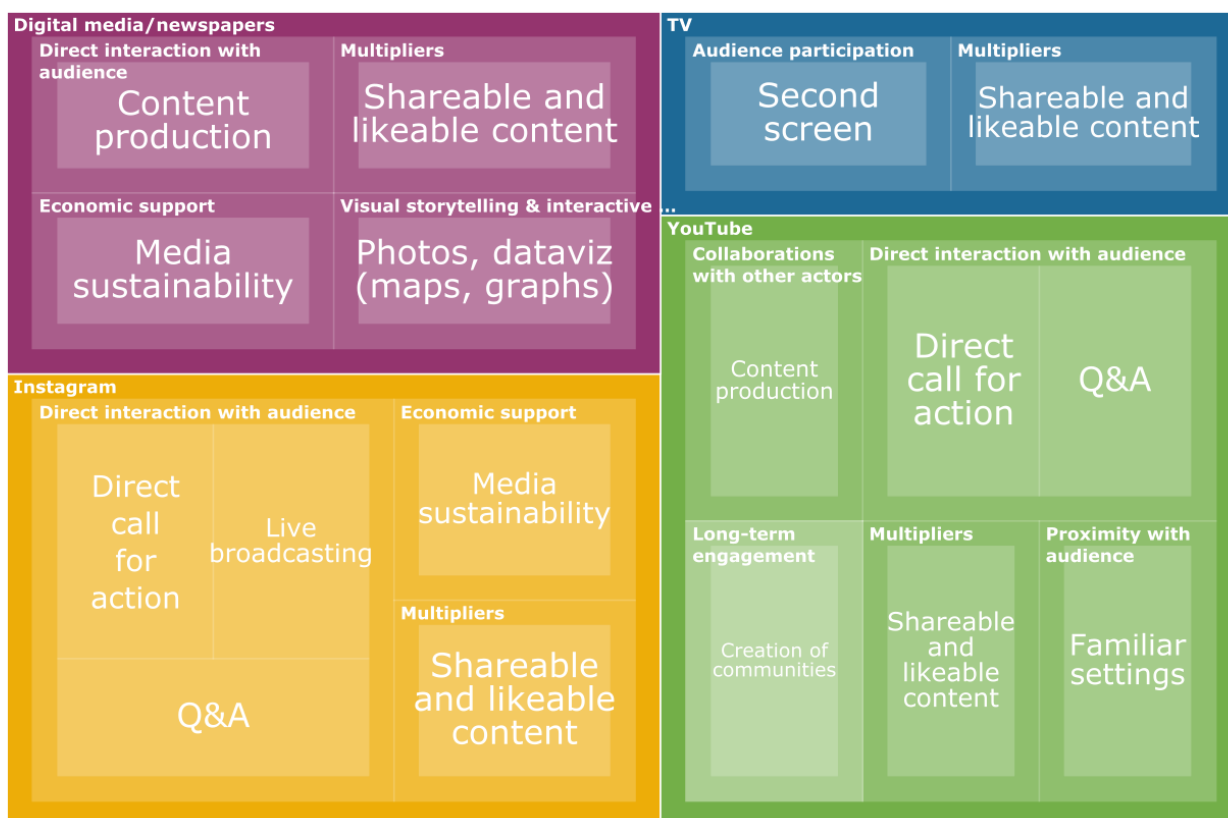 Digital media/newspapers
Direct interaction with
audience
Content
production
Multipliers
Shareable and
likeable content
Economic support
Media
sustainability
Visual storytelling & interactive ...
Photos, dataviz
(maps, graphs)
TV
Audience participation
Second
screen
Multipliers
Shareable and
likeable content
Instagram
Direct interaction with audience
Direct
call
for
action
Live
broadcasting
Q&A
Economic support
Media
sustainability
Multipliers
Shareable
and likeable
content
YouTube
Collaborations
with other actors
Content
production
Direct interaction with audience
Direct
call for
action
Q&A
Long-term
engagement
Creation of
communities
Multipliers
Shareable
and
likeable
content
Proximity with
audience
Familiar
settings